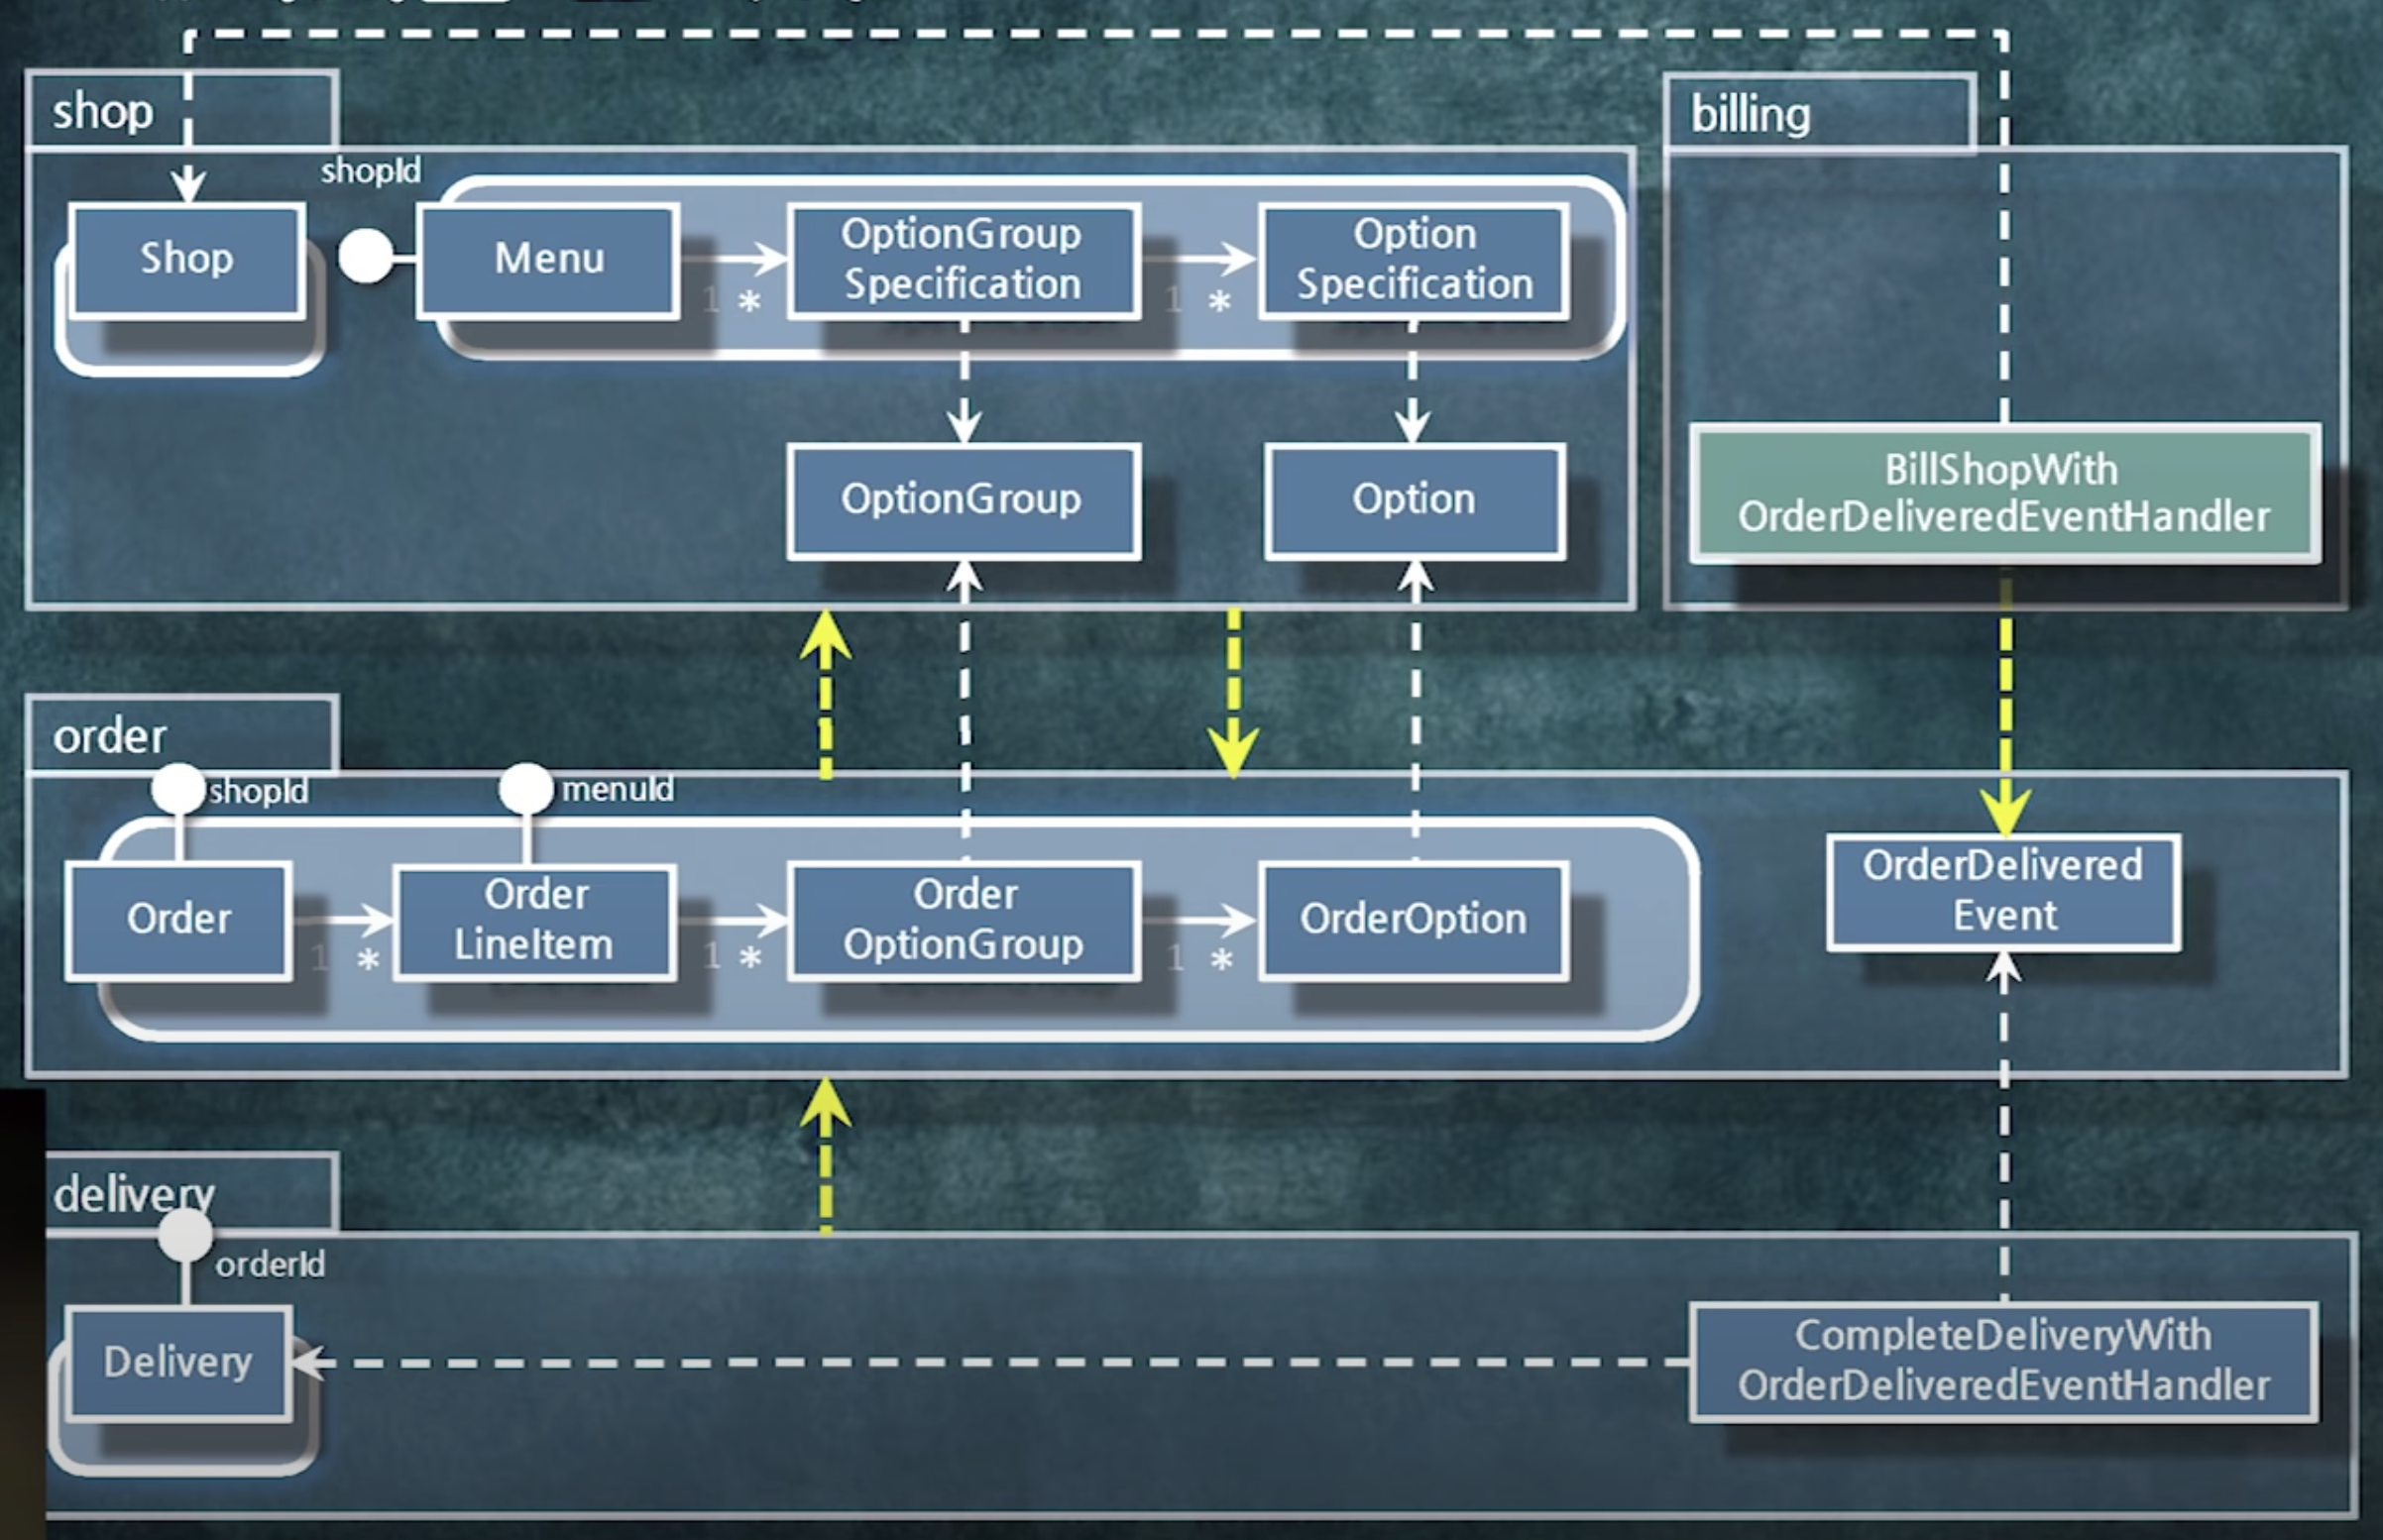 shop
billing
shopId
Shop
Menu
OptionGroup
Specification
Option
Specification
1 *
1 *
OptionGroup
Option
BillShopWith
OrderDeliveredEventHandler
order
shopId
menuId
Order
Order
LineItem
Order
OptionGroup
OrderOption
OrderDelivered
Event
1 *
1 *
1 *
delivery
orderId
Delivery
CompleteDeliveryWith
OrderDeliveredEventHandler